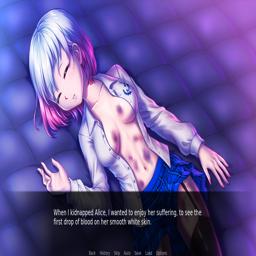 When I kidnapped Alice, I wanted to enjoy her suffering, to see the
first drop of blood on her smooth white skin.
Back History Skip Auto Save Load Options